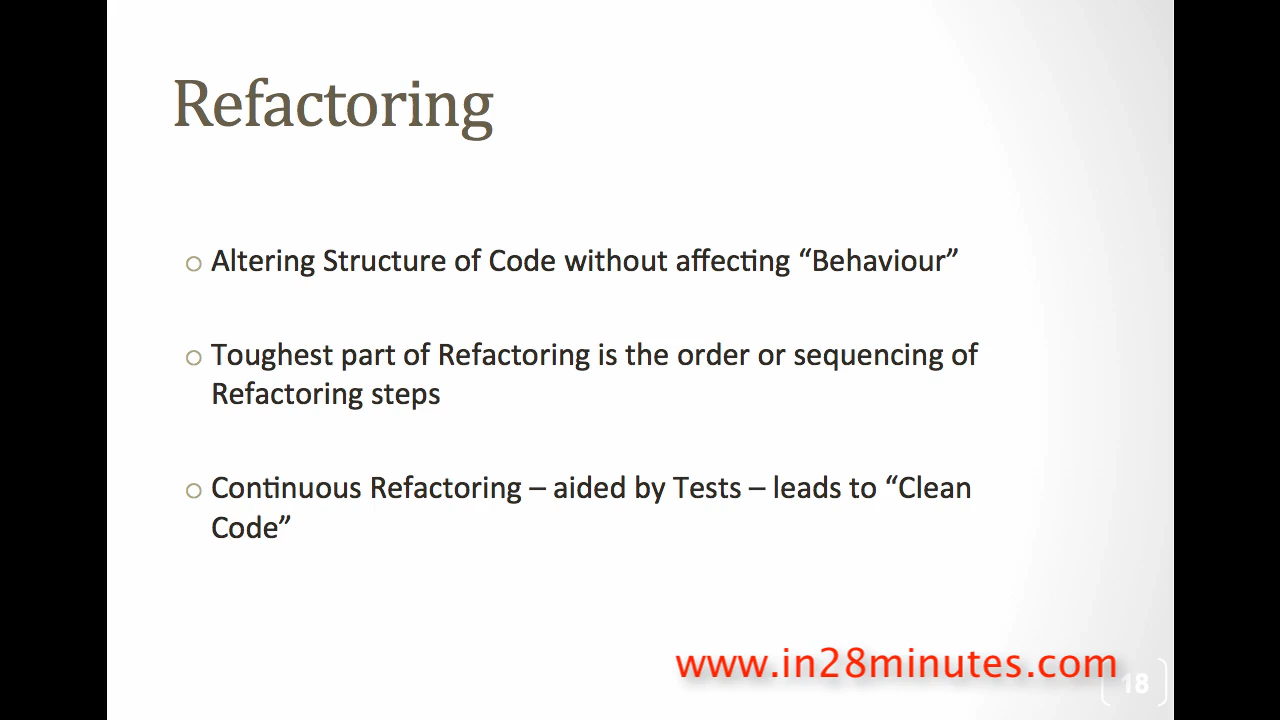 Refactoring
Altering Structure of Code without affecting “Behaviour”
Toughest part of Refactoring is the order or sequencing of
Refactoring steps
Continuous Refactoring – aided by Tests – leads to “Clean
Code”
www.in28minutes.com
18